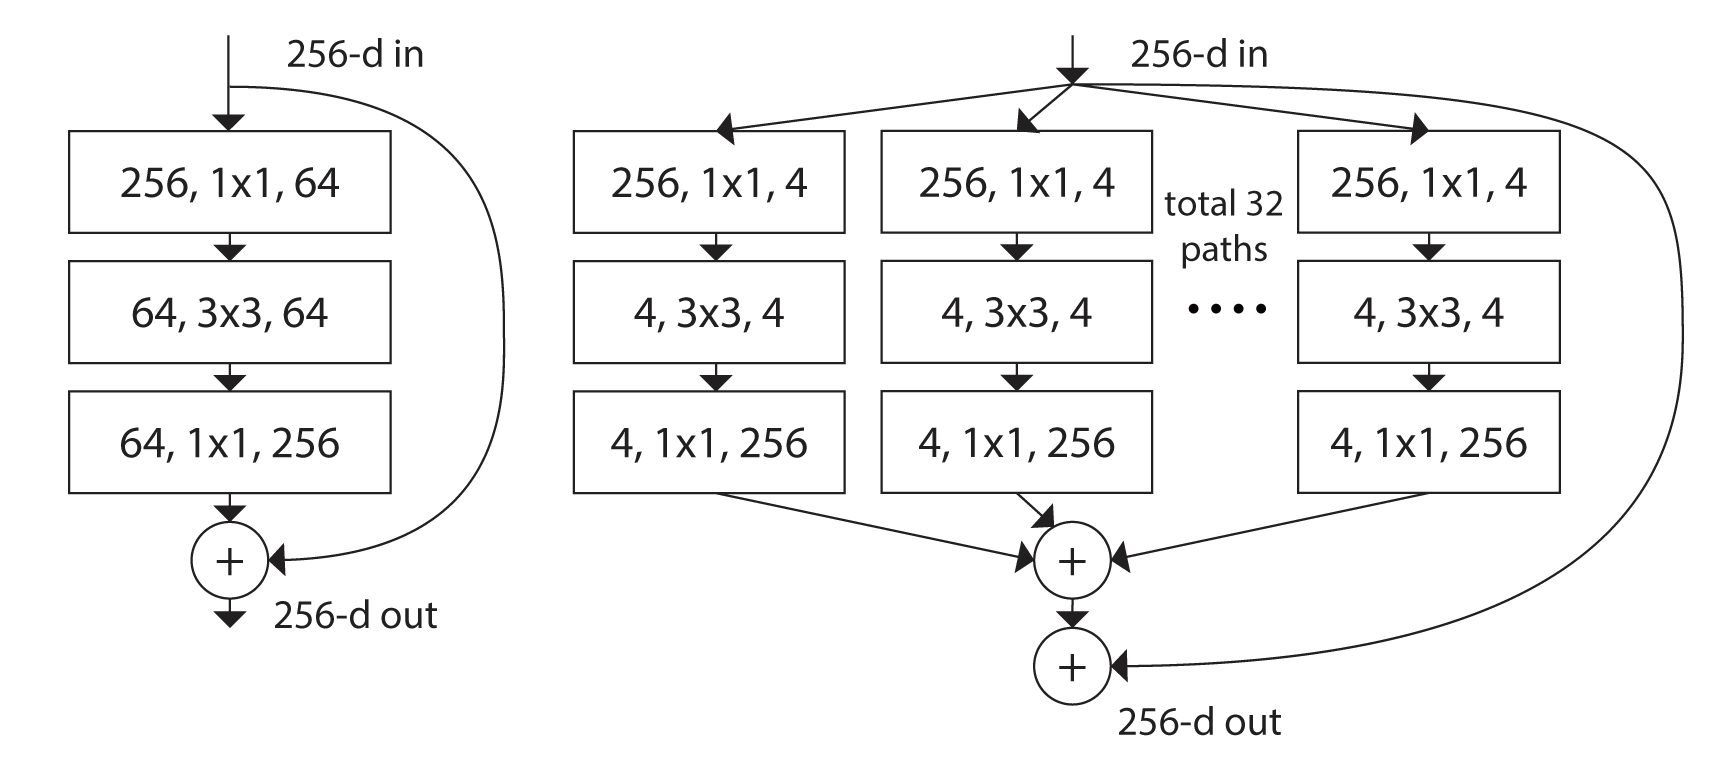 256-d in
256, 1x1, 64
64, 3x3, 64
64, 1x1, 256
+
256-d out
256-d in
256, 1x1, 4
256, 1x1, 4
total 32
paths
256, 1x1, 4
4, 3x3, 4
4, 3x3, 4
....
4, 3x3, 4
4, 1x1, 256
4, 1x1, 256
4, 1x1, 256
+
+
256-d out